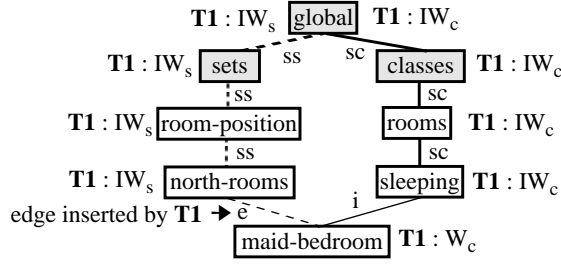 T1 : IWs global T1 : IWc
ss sc
T1 : IWs sets classes T1 : IWc
ss sc
T1 : IWs room-position rooms T1 : IWc
ss sc
T1 : IWs north-rooms sleeping T1 : IWc
edge inserted by T1 e i
maid-bedroom T1 : Wc